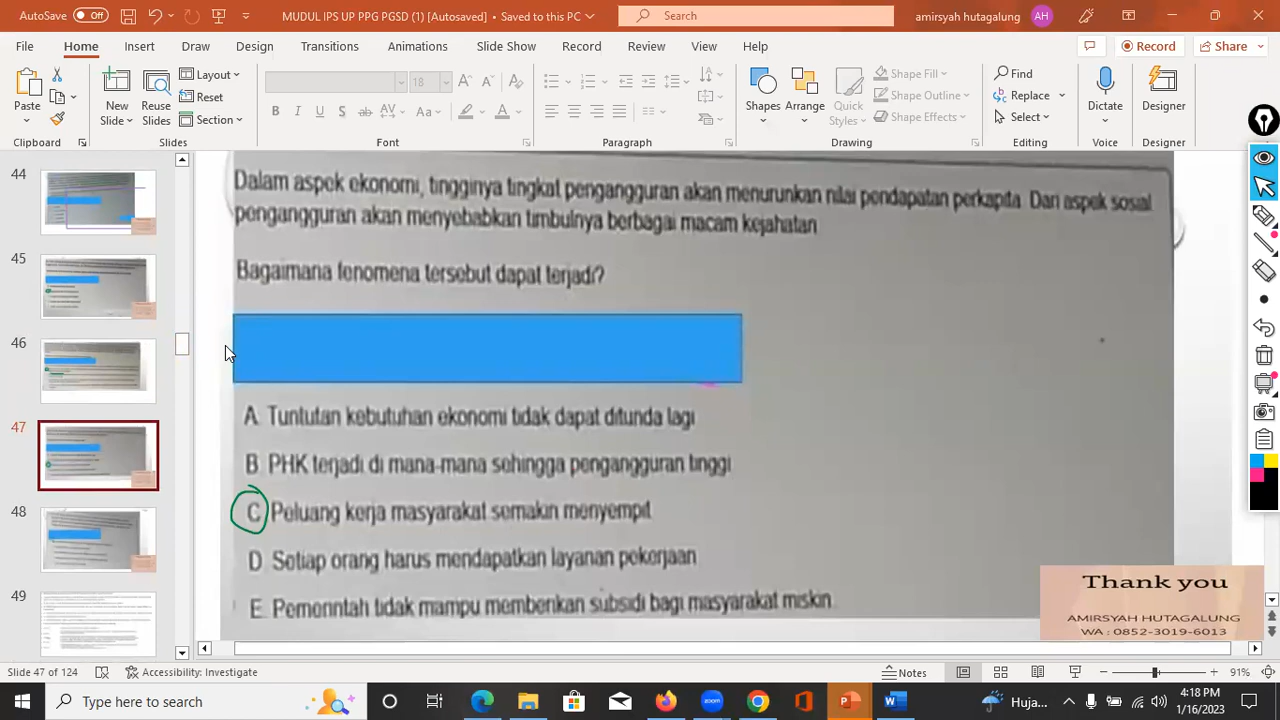 AutoSave Off
MUDUL IPS UP PPG PGSD (1) [Autosaved] - Saved to this PC
Search
amirsyah hutagalung AH
File Home Insert Draw Design Transitions Animations Slide Show Record Review View Help
Record Share
Paste
New Slide
Reuse Slides
Layout
Reset
Section
18
B U S ab AV Aa A
Shapes Arrange Quick Styles
Shape Fill
Shape Outline
Shape Effects
Find
Replace
Select
Dictate
Designer
Clipboard Slides Font Paragraph Drawing Editing Voice Designer
44
45
46
47
48
49
Dalam aspek ekonomi, tingginya tingkat pengangguran akan menurunkan nilai pendapatan perkapita. Dari aspek sosial
pengangguran akan menyebabkan timbulnya berbagai macam kejahatan
Bagaimana fenomena tersebut dapat terjadi?
A. Tuntutan kebutuhan ekonomi tidak dapat ditunda lagi
B. PHK terjadi di mana-mana sehingga pengangguran tinggi
C. Peluang kerja masyarakat semakin menyempit
D. Setiap orang harus mendapatkan layanan pekerjaan
E. Pemerintah tidak mampu memberikan subsidi bagi masyarakat miskin
Thank you
AMIRSYAH HUTAGALUNG
WA : 0852-3019-6013
Slide 47 of 124
Accessibility: Investigate
Notes
91%
Type here to search
Huja...
4:18 PM
1/16/2023